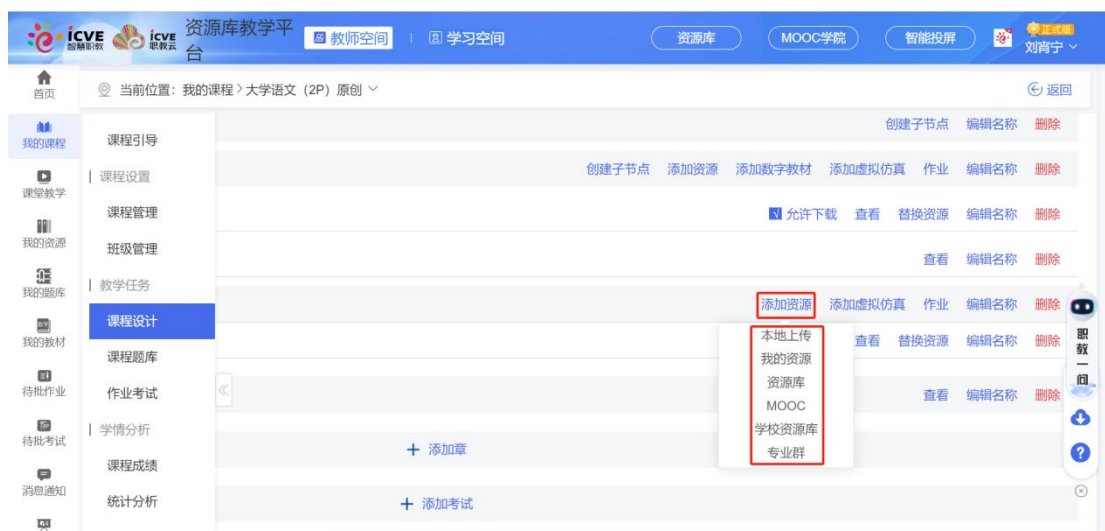 icve 智慧职教 icve 职教云 资源库教学平台 教师空间 学习空间 资源库 MOOC学院 智能投屏 正式版 刘宵宁
首页
当前位置：我的课程 > 大学语文（2P）原创
返回
创建子节点 编辑名称 删除
我的课程
课程引导
课程设置
创建子节点 添加资源 添加数字教材 添加虚拟仿真 作业 编辑名称 删除
课堂教学
课程管理
允许下载 查看 替换资源 编辑名称 删除
我的资源
班级管理
查看 编辑名称 删除
我的题库
教学任务
添加资源 添加虚拟仿真 作业 编辑名称 删除
课程设计
本地上传
查看 替换资源 编辑名称 删除
我的教材
课程题库
我的资源
资源库
MOOC
学校资源库
专业群
职教一问
待批作业
作业考试
查看 编辑名称 删除
待批考试
学情分析
+ 添加章
课程成绩
消息通知
统计分析
+ 添加考试